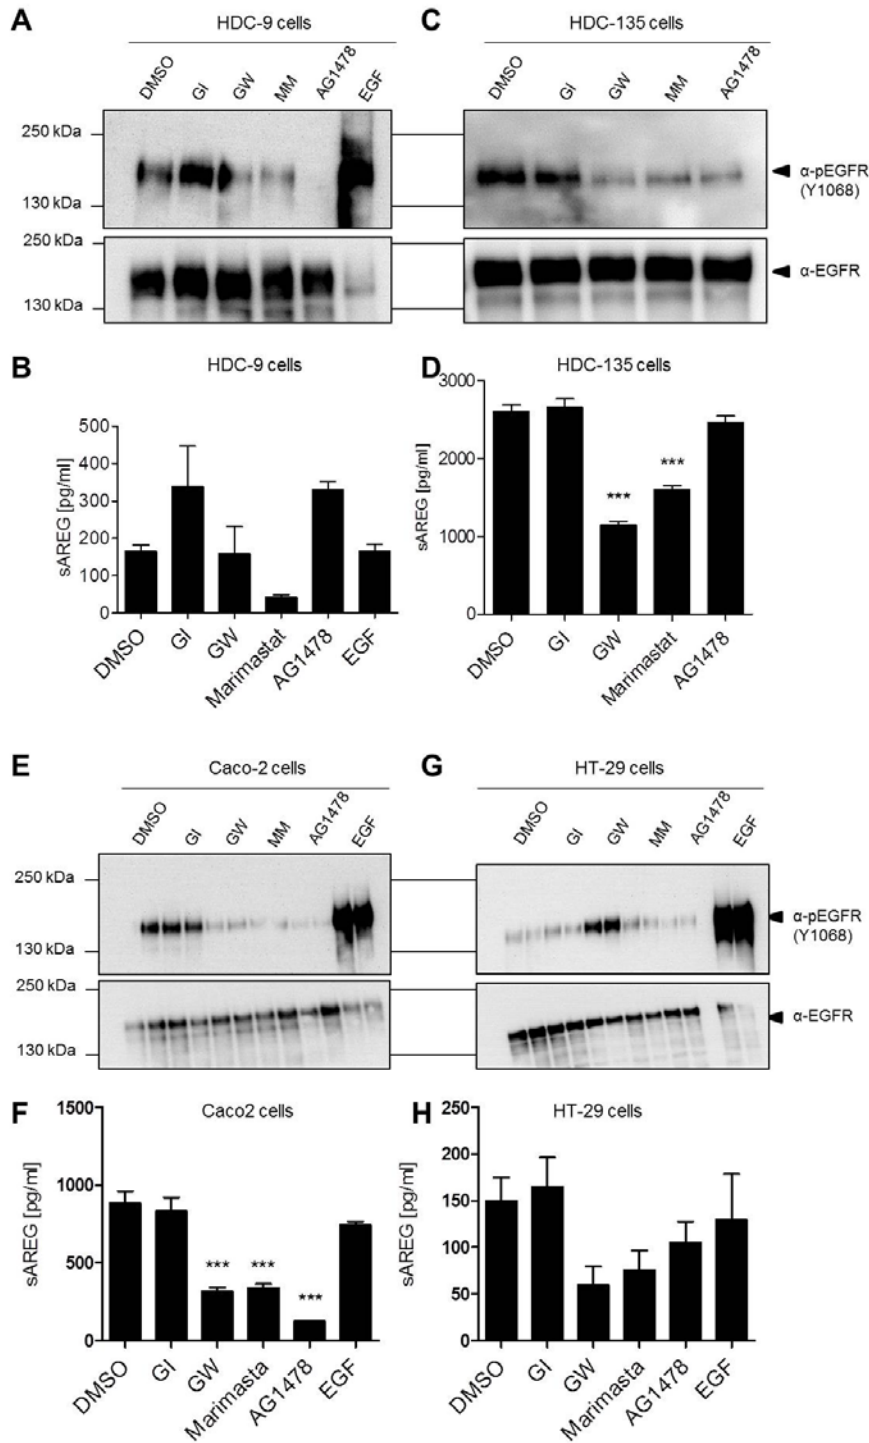 A
HDC-9 cells
DMSO
GI
GW
MM
AG1478
EGF
250 kDa
130 kDa
250 kDa
130 kDa
C
HDC-135 cells
DMSO
GI
GW
MM
AG1478
α-pEGFR
(Y1068)
α-EGFR
B
HDC-9 cells
sAREG [pg/ml]
500
400
300
200
100
0
DMSO
GI
GW
Marimastat
AG1478
EGF
D
HDC-135 cells
sAREG [pg/ml]
3000
2000
1000
0
***
***
DMSO
GI
GW
Marimastat
AG1478
E
Caco-2 cells
DMSO
GI
GW
MM
AG1478
EGF
250 kDa
130 kDa
250 kDa
130 kDa
G
HT-29 cells
DMSO
GI
GW
MM
AG1478
EGF
α-pEGFR
(Y1068)
α-EGFR
F
Caco2 cells
sAREG [pg/ml]
1500
1000
500
0
***
***
***
DMSO
GI
GW
Marimasta
AG1478
EGF
H
HT-29 cells
sAREG [pg/ml]
250
200
150
100
50
0
DMSO
GI
GW
Marimasta
AG1478
EGF